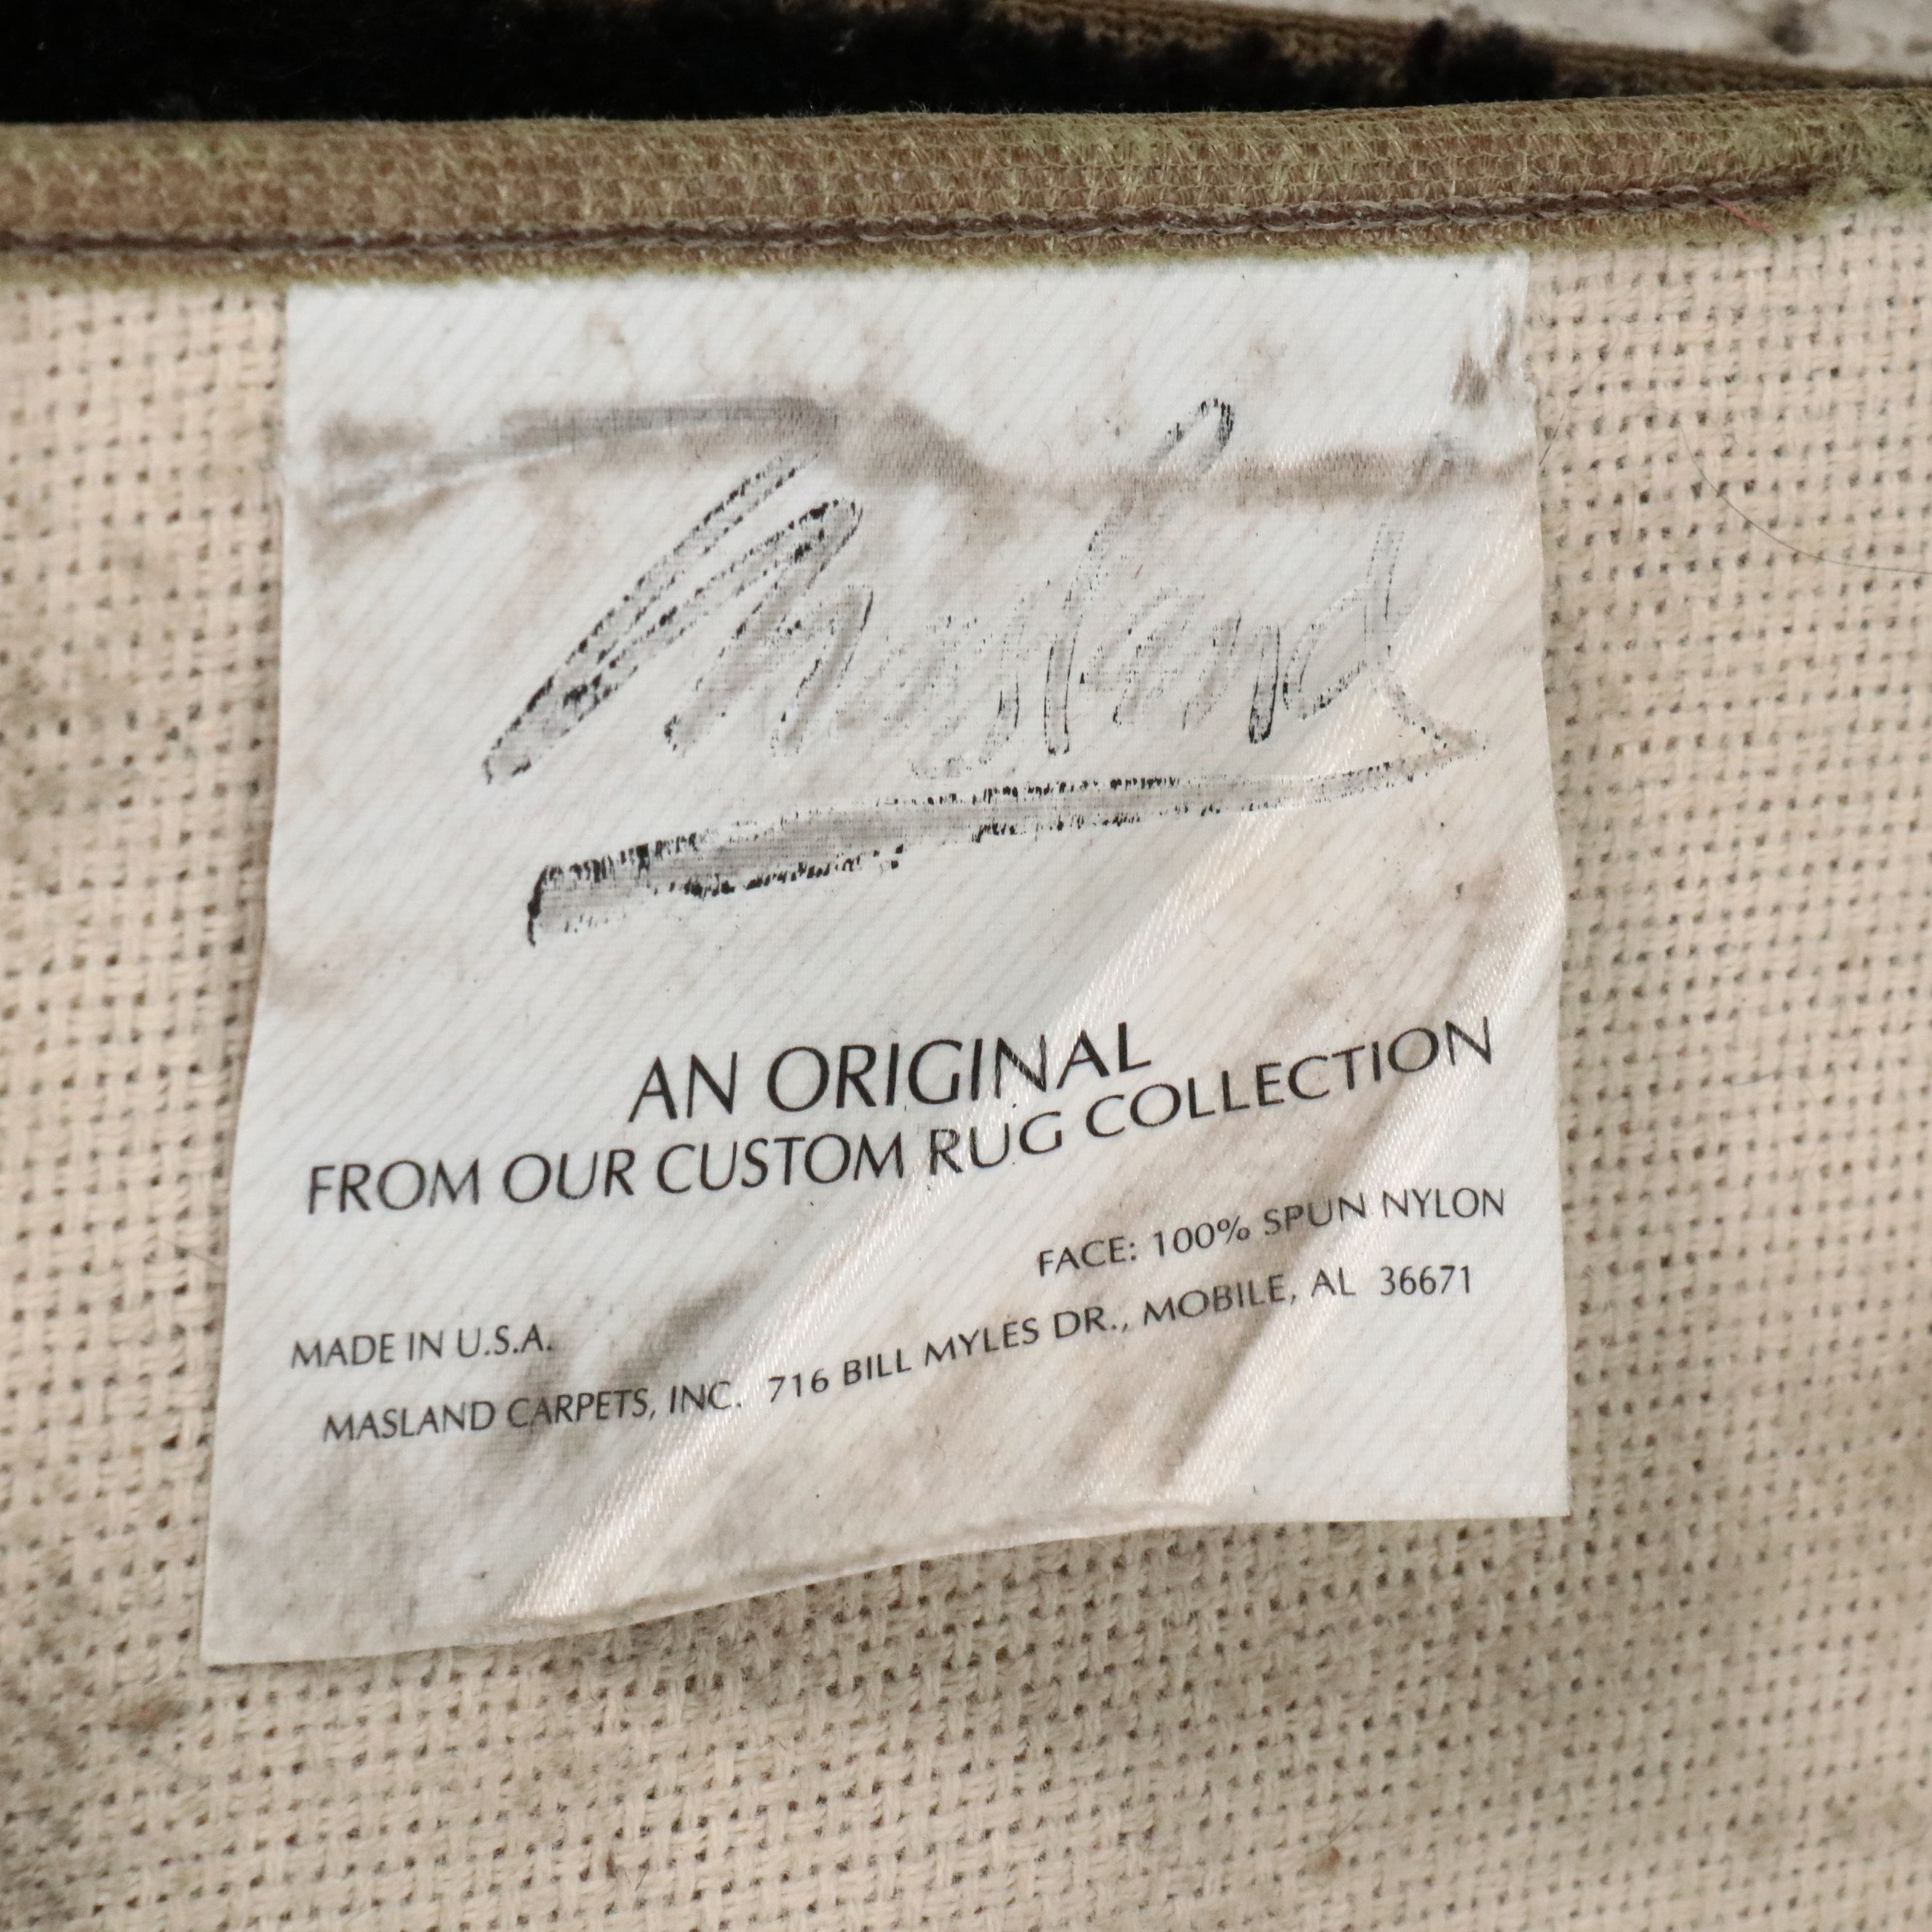 Masland
AN ORIGINAL
FROM OUR CUSTOM RUG COLLECTION
FACE: 100% SPUN NYLON
MADE IN U.S.A.
MASLAND CARPETS, INC. 716 BILL MYLES DR., MOBILE, AL 36671